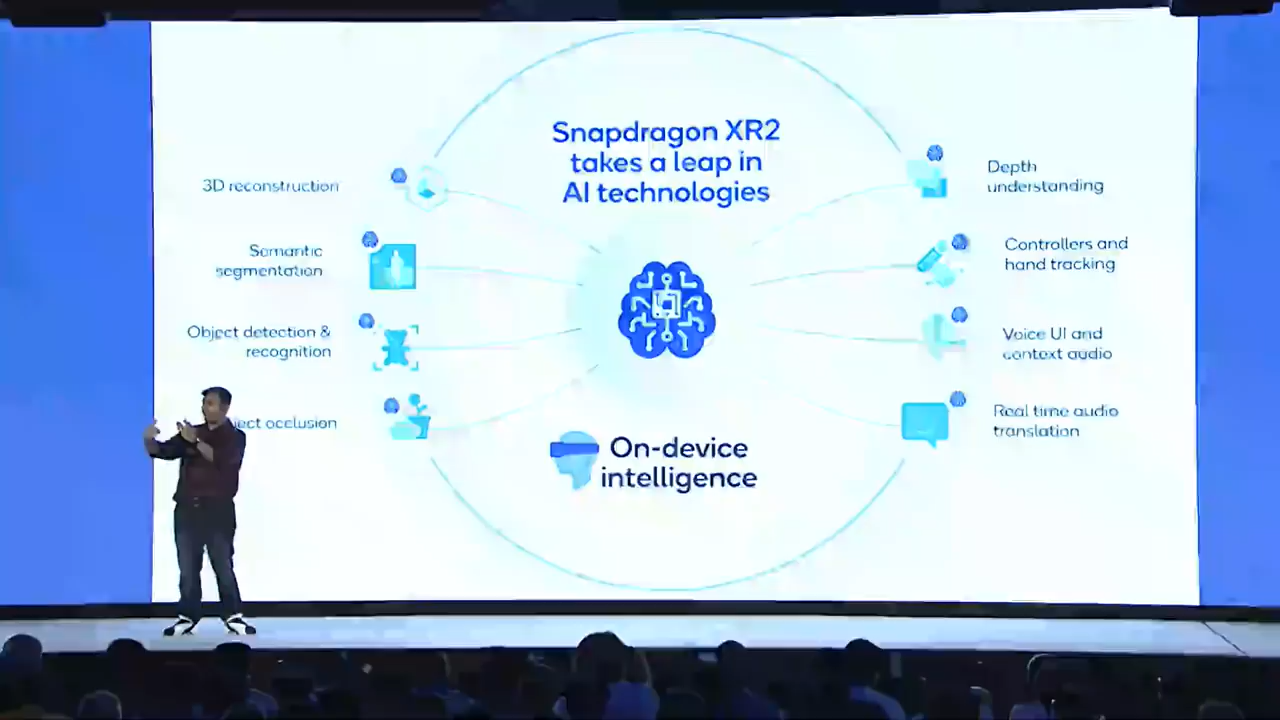 Snapdragon XR2
takes a leap in
AI technologies
3D reconstruction
Semantic
segmentation
Object detection &
recognition
occlusion
Depth
understanding
Controllers and
hand tracking
Voice UI and
context audio
Real time audio
translation
On-device
intelligence